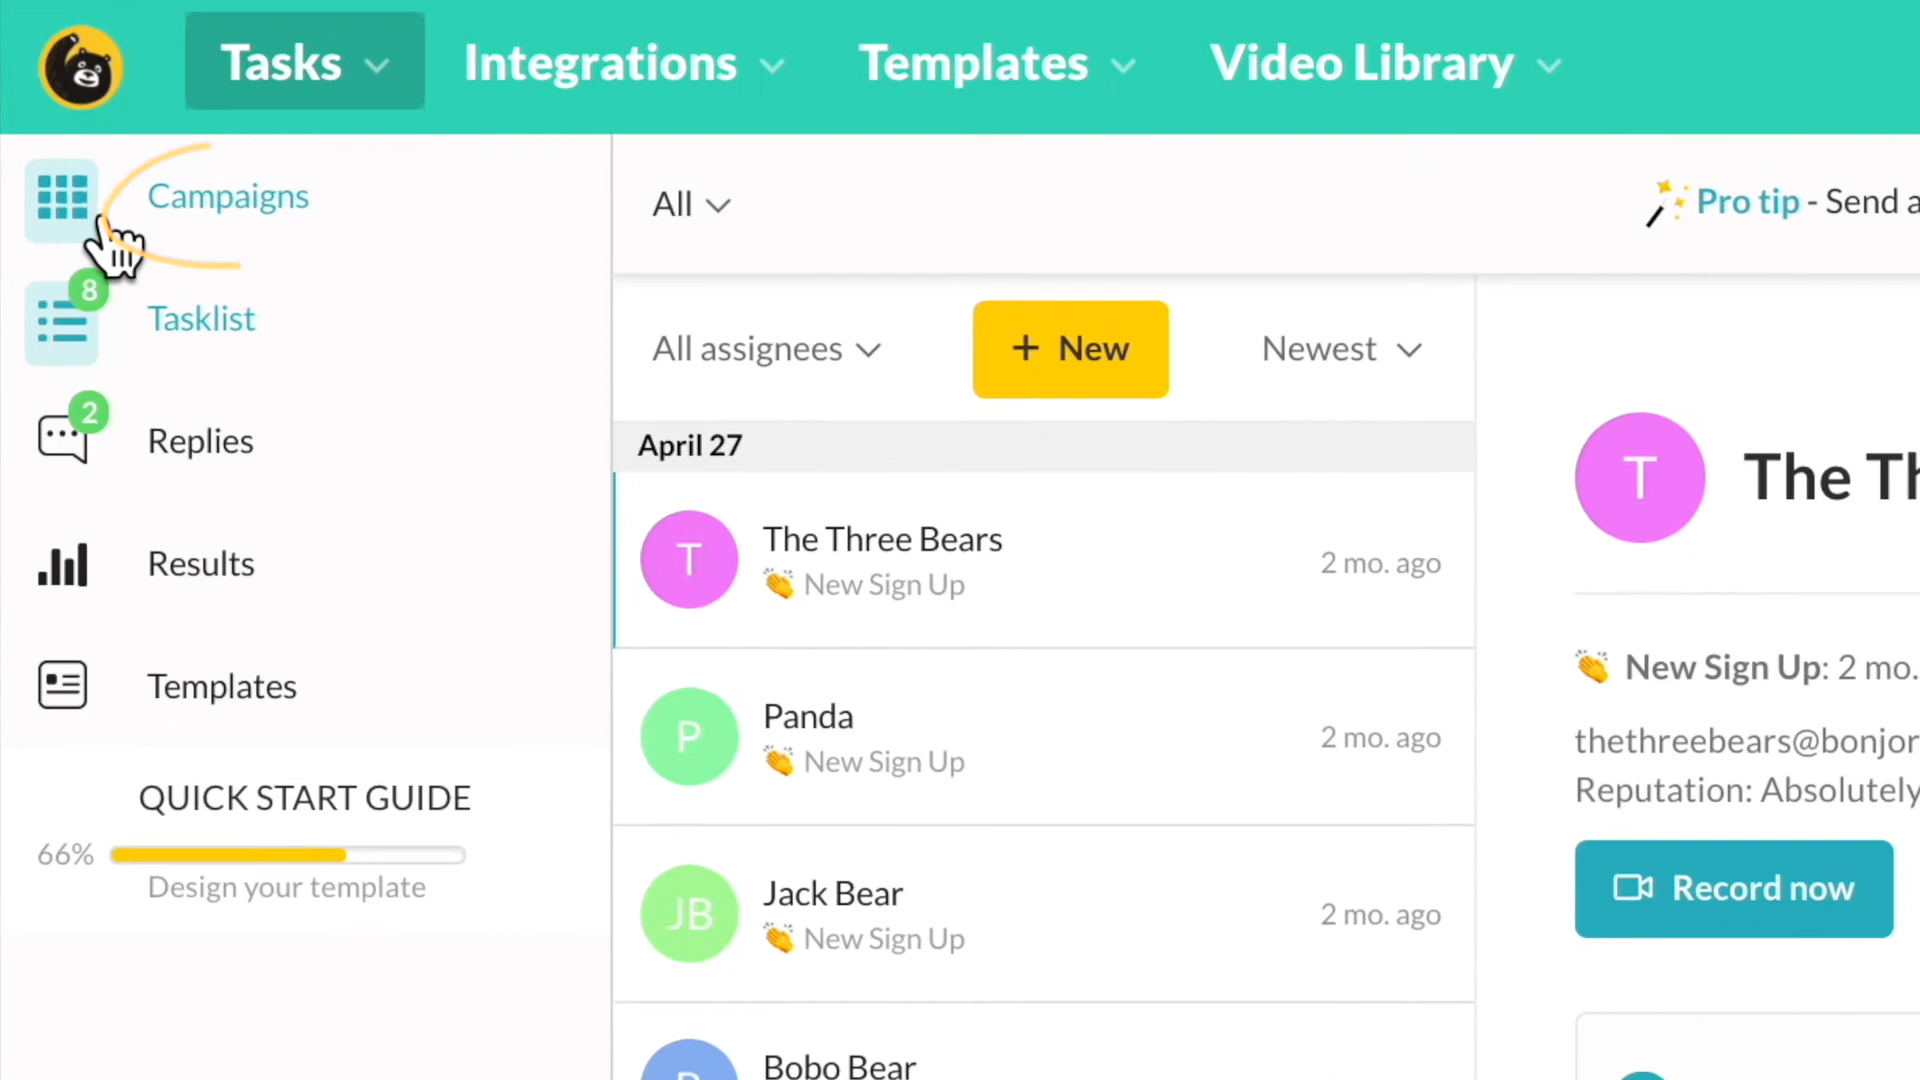 Tasks Integrations Templates Video Library
Campaigns
8
Tasklist
2
Replies
Results
Templates
QUICK START GUIDE
66%
Design your template
All
Pro tip - Send a
All assignees
+ New
Newest
April 27
T
The Three Bears
👏 New Sign Up
2 mo. ago
P
Panda
👏 New Sign Up
2 mo. ago
JB
Jack Bear
👏 New Sign Up
2 mo. ago
Bobo Bear
T
The Th
👏 New Sign Up: 2 mo.
thethreebears@bonjor
Reputation: Absolutely
Record now